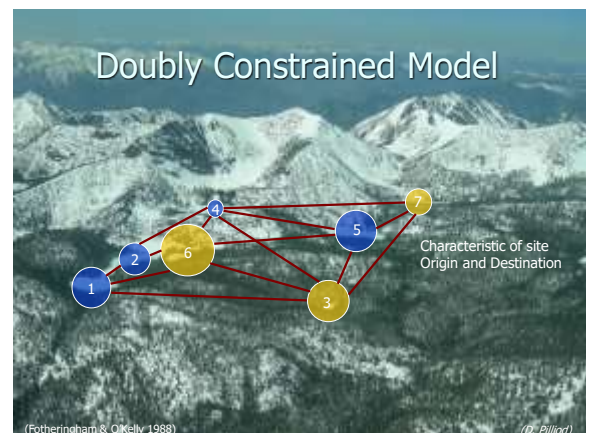 Doubly Constrained Model
4
7
5
2
6
1
3
Characteristic of site
Origin and Destination
(Fotheringham & O'Kelly 1988)
(D. Pilliod)